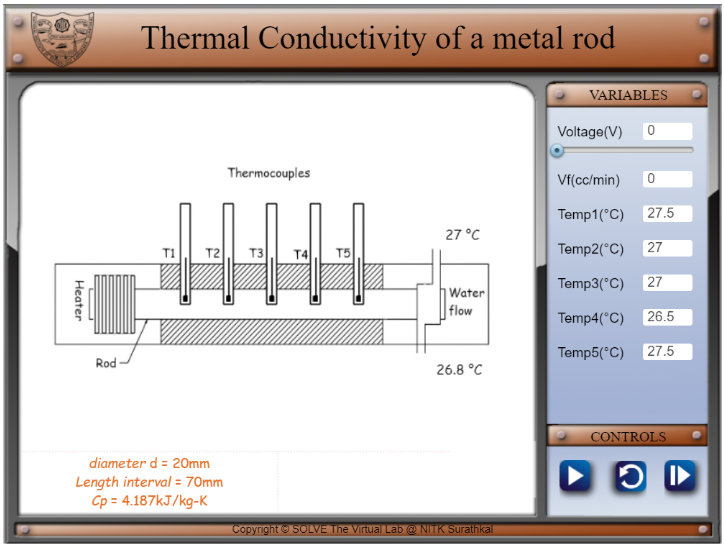 Thermal Conductivity of a metal rod
VARIABLES
Voltage(V) 0
Vf(cc/min) 0
Temp1(°C) 27.5
Temp2(°C) 27
Temp3(°C) 27
Temp4(°C) 26.5
Temp5(°C) 27.5
CONTROLS
Thermocouples
27 °C
T1 T2 T3 T4 T5
Heater
Water
flow
Rod
26.8 °C
diameter d = 20mm
Length interval = 70mm
Cp = 4.187kJ/kg-K
Copyright © SOLVE The Virtual Lab @ NITK Surathkal